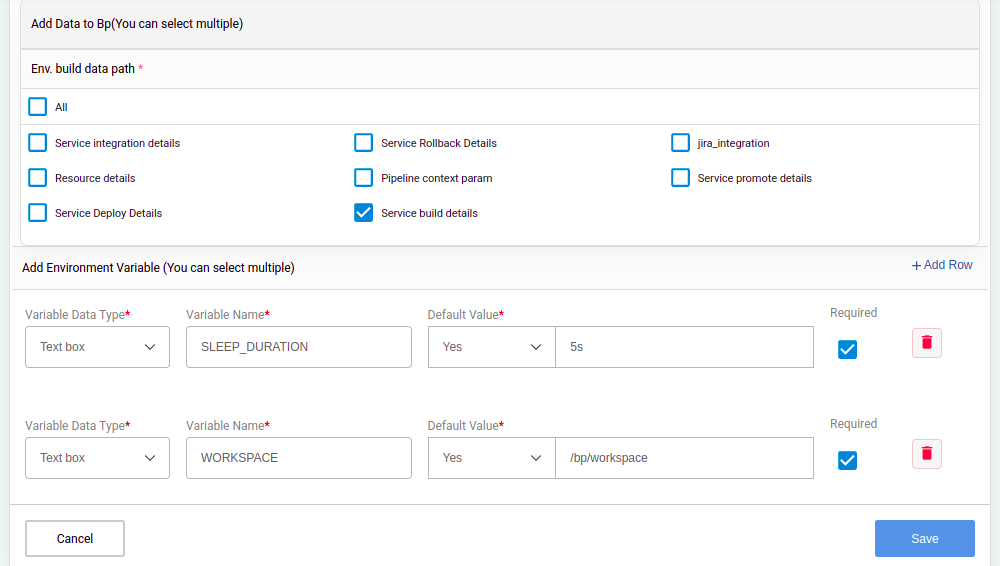 Add Data to Bp(You can select multiple)
Env. build data path *
All
Service integration details Service Rollback Details jira_integration
Resource details Pipeline context param Service promote details
Service Deploy Details Service build details
Add Environment Variable (You can select multiple) + Add Row
Variable Data Type* Variable Name* Default Value* Required
Text box SLEEP_DURATION Yes 5s
Variable Data Type* Variable Name* Default Value* Required
Text box WORKSPACE Yes /bp/workspace
Cancel Save